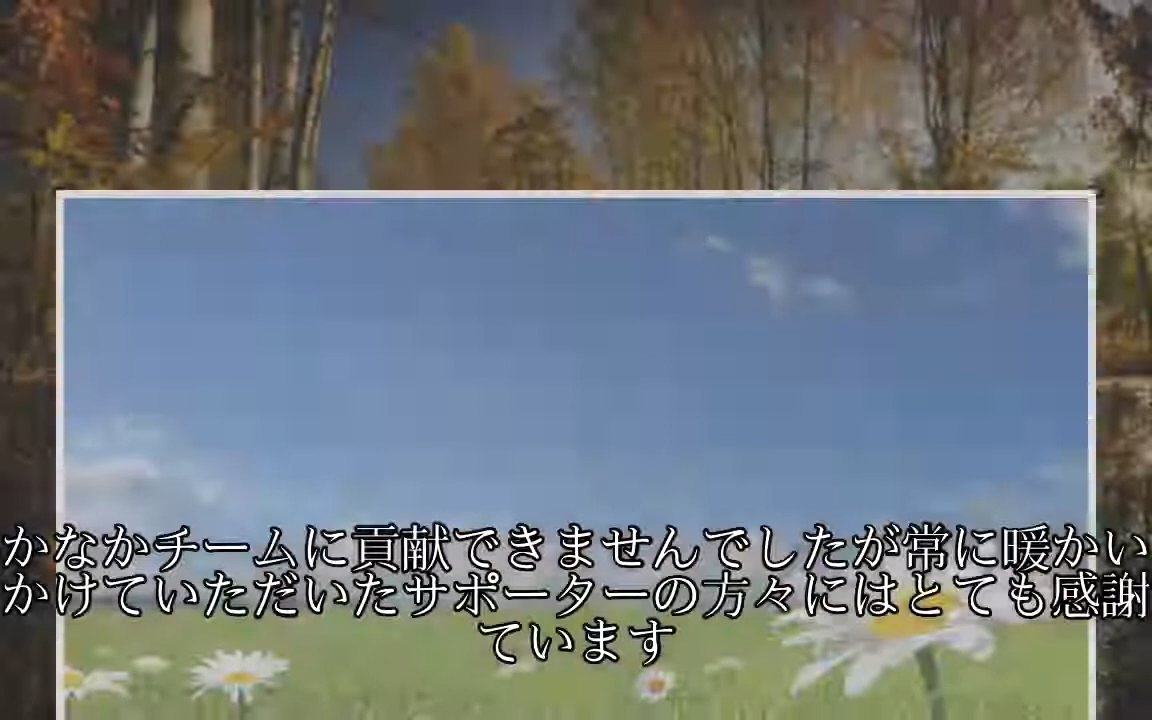 かなかチームに貢献できませんでしたが常に暖かい
かけていただいたサポーターの方々にはとても感謝
ています